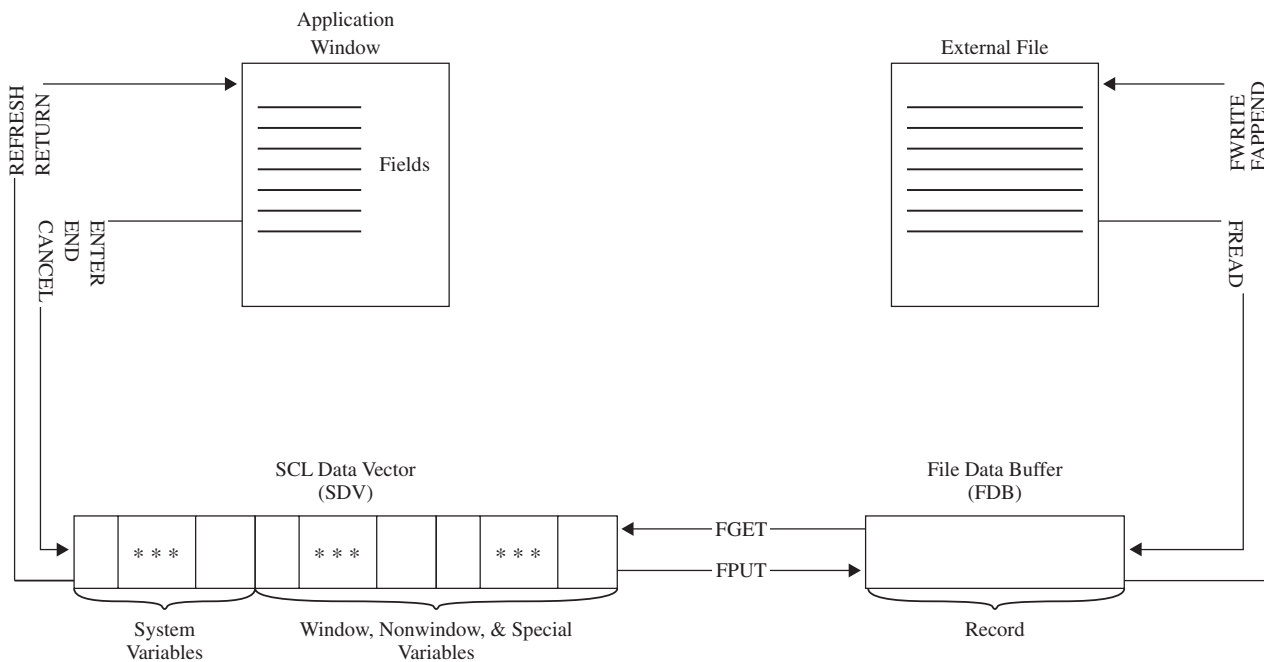 Application
Window
External File
REFRESH
RETURN
Fields
FWRITE
FAPPEND
ENTER
END
CANCEL
FREAD
SCL Data Vector
(SDV)
File Data Buffer
(FDB)
FGET
* * *
* * *
* * *
FPUT
System
Variables
Window, Nonwindow, & Special
Variables
Record